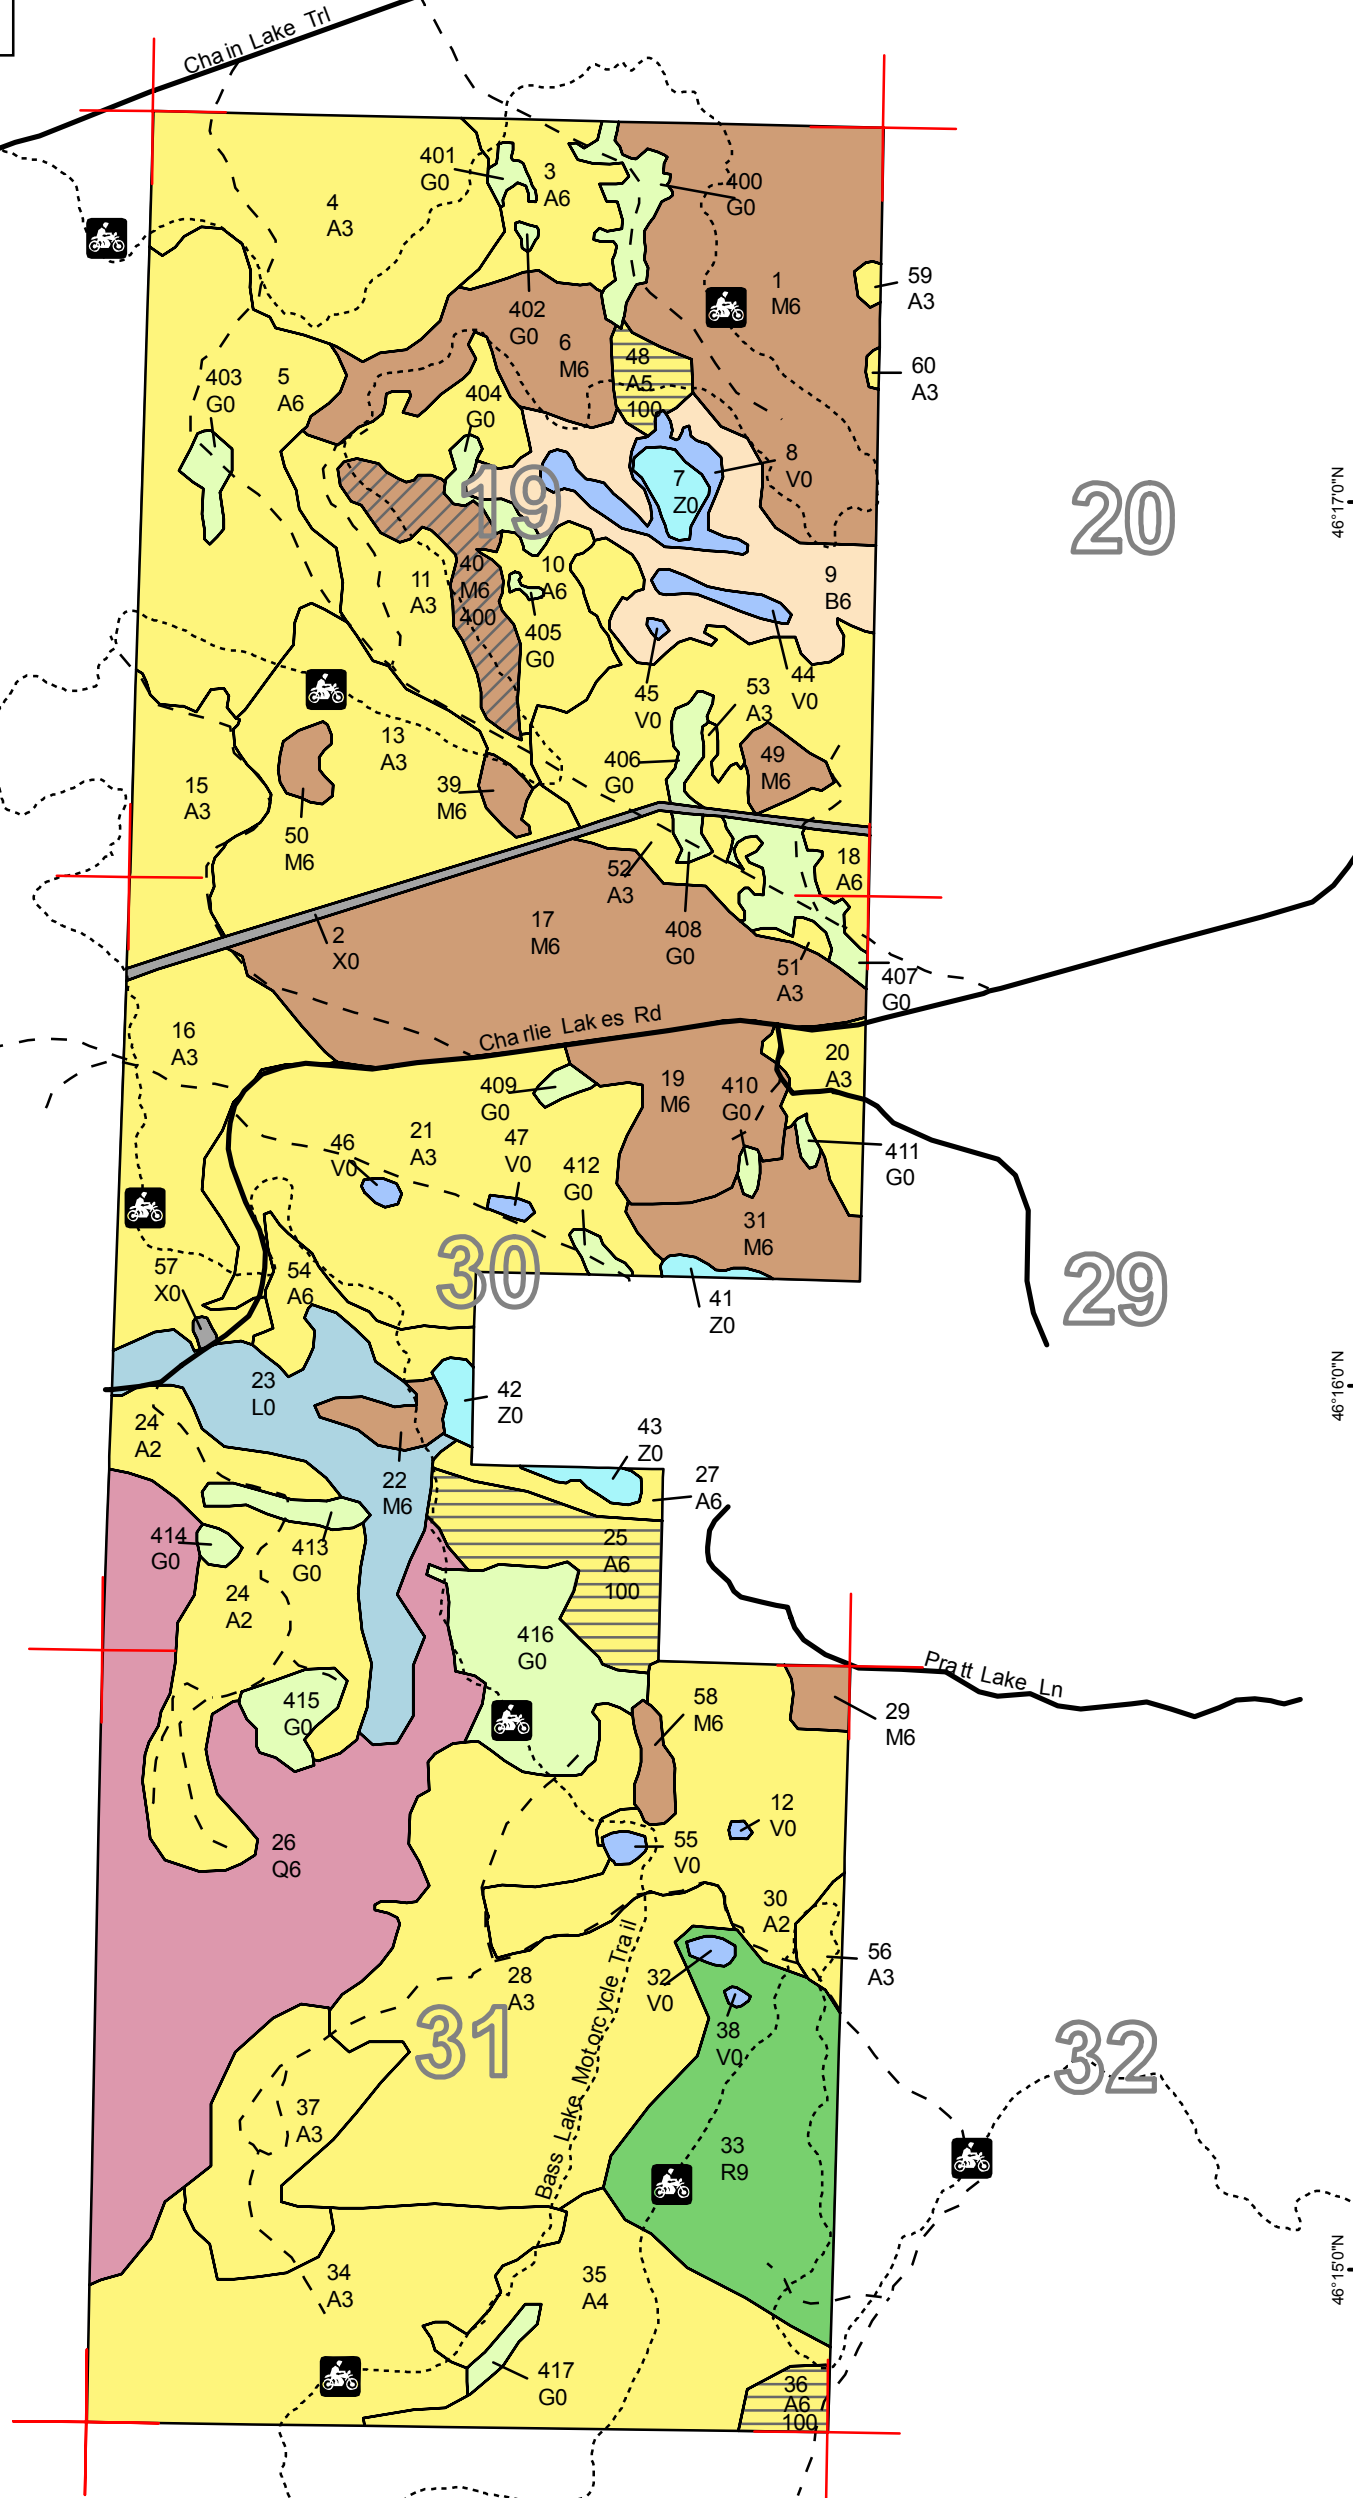 Chain Lake Trl
401
G0
3
A6
400
G0
4
A3
59
A3
1
M6
402
G0
6
M6
48
A5
100
60
A3
403
G0
5
A6
404
G0
8
V0
7
Z0
19
20
46°17'0"N
11
A3
40
M6
400
10
A6
9
B6
405
G0
44
V0
45
V0
53
A3
13
A3
406
G0
49
M6
15
A3
39
M6
50
M6
52
A3
18
A6
17
M6
2
X0
408
G0
51
A3
407
G0
Charlie Lakes Rd
16
A3
20
A3
19
M6
410
G0
409
G0
21
A3
46
V0
47
V0
412
G0
411
G0
31
M6
57
X0
54
A6
30
29
41
Z0
46°16'0"N
23
L0
42
Z0
24
A2
43
Z0
22
M6
27
A6
414
G0
413
G0
25
A6
100
24
A2
416
G0
Pratt Lake Ln
415
G0
58
M6
29
M6
12
V0
26
Q6
55
V0
30
A2
56
A3
28
A3
32
V0
38
V0
31
32
Bass Lake Motorcycle Trail
37
A3
33
R9
34
A3
35
A4
46°15'0"N
417
G0
36
A6
100